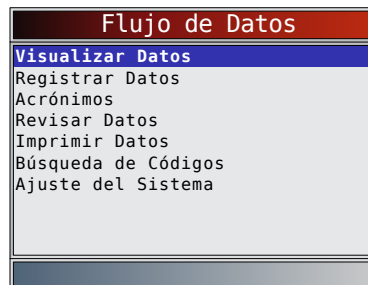 Flujo de Datos
Visualizar Datos
Registrar Datos
Acrónimos
Revisar Datos
Imprimir Datos
Búsqueda de Códigos
Ajuste del Sistema